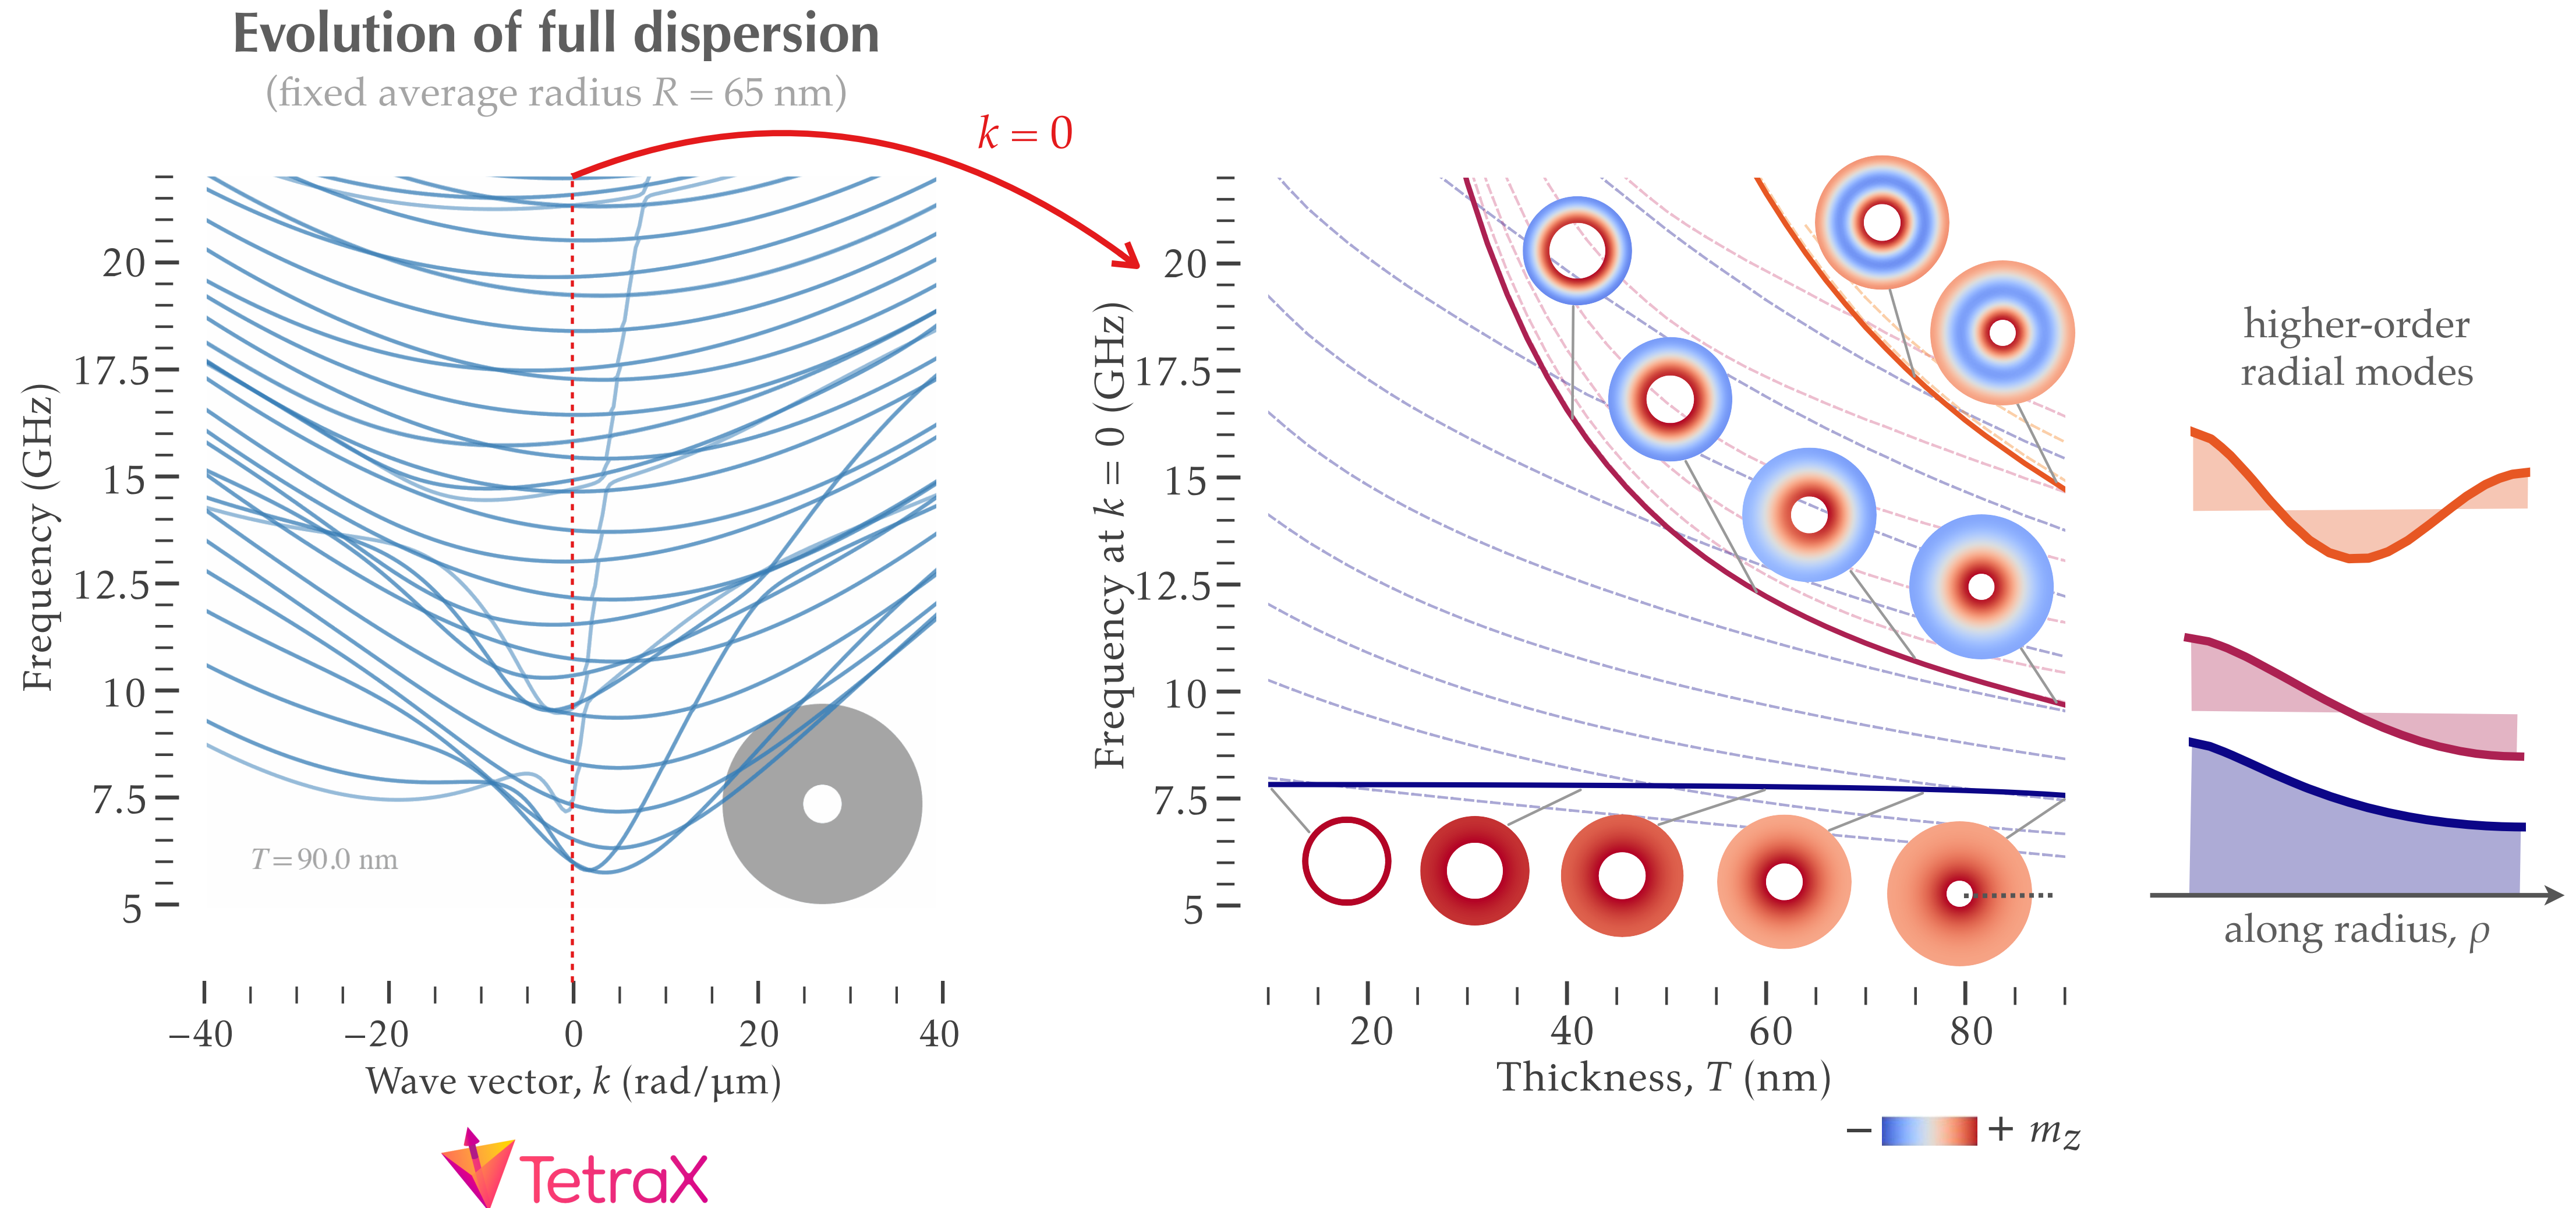 Evolution of full dispersion
(fixed average radius R = 65 nm)
k = 0
Frequency (GHz)
20
17.5
15
12.5
10
7.5
5
T = 90.0 nm
−40
−20
0
20
40
Wave vector, k (rad/µm)
TetraX
Frequency at k = 0 (GHz)
20
17.5
15
12.5
10
7.5
5
20
40
60
80
Thickness, T (nm)
− + mz
higher-order
radial modes
along radius, ρ